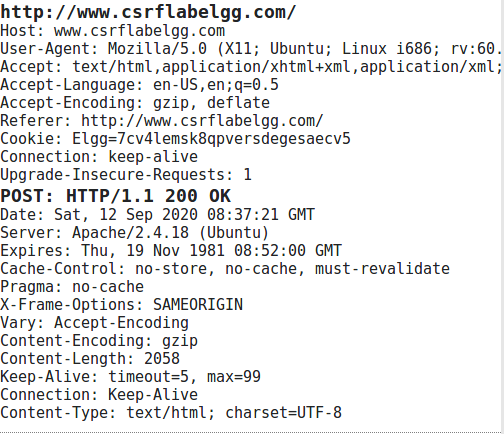 http://www.csrflabelgg.com/
Host: www.csrflabelgg.com
User-Agent: Mozilla/5.0 (X11; Ubuntu; Linux i686; rv:60.
Accept: text/html,application/xhtml+xml,application/xml;
Accept-Language: en-US,en;q=0.5
Accept-Encoding: gzip, deflate
Referer: http://www.csrflabelgg.com/
Cookie: Elgg=7cv4lemsk8qpversdegesaecv5
Connection: keep-alive
Upgrade-Insecure-Requests: 1
POST: HTTP/1.1 200 OK
Date: Sat, 12 Sep 2020 08:37:21 GMT
Server: Apache/2.4.18 (Ubuntu)
Expires: Thu, 19 Nov 1981 08:52:00 GMT
Cache-Control: no-store, no-cache, must-revalidate
Pragma: no-cache
X-Frame-Options: SAMEORIGIN
Vary: Accept-Encoding
Content-Encoding: gzip
Content-Length: 2058
Keep-Alive: timeout=5, max=99
Connection: Keep-Alive
Content-Type: text/html; charset=UTF-8